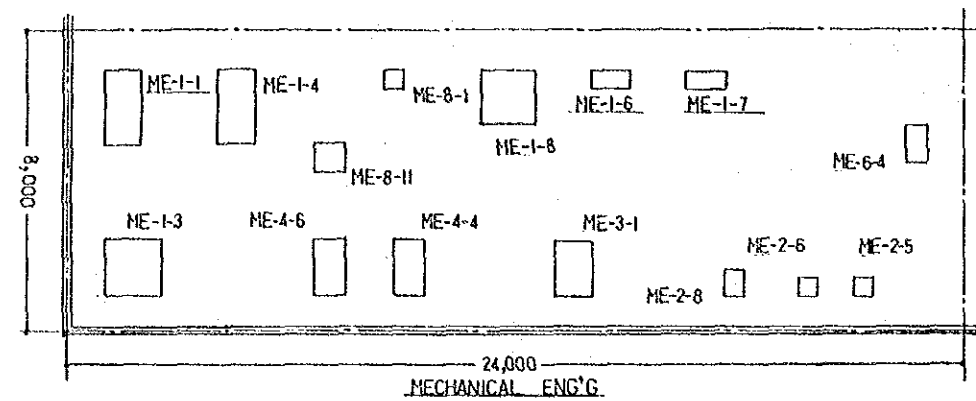 ME-1-1
ME-1-4
ME-8-1
ME-1-8
ME-1-6
ME-1-7
ME-8-11
ME-6-4
8,000
ME-1-3
ME-4-6
ME-4-4
ME-3-1
ME-2-8
ME-2-6
ME-2-5
24,000
MECHANICAL ENG'G